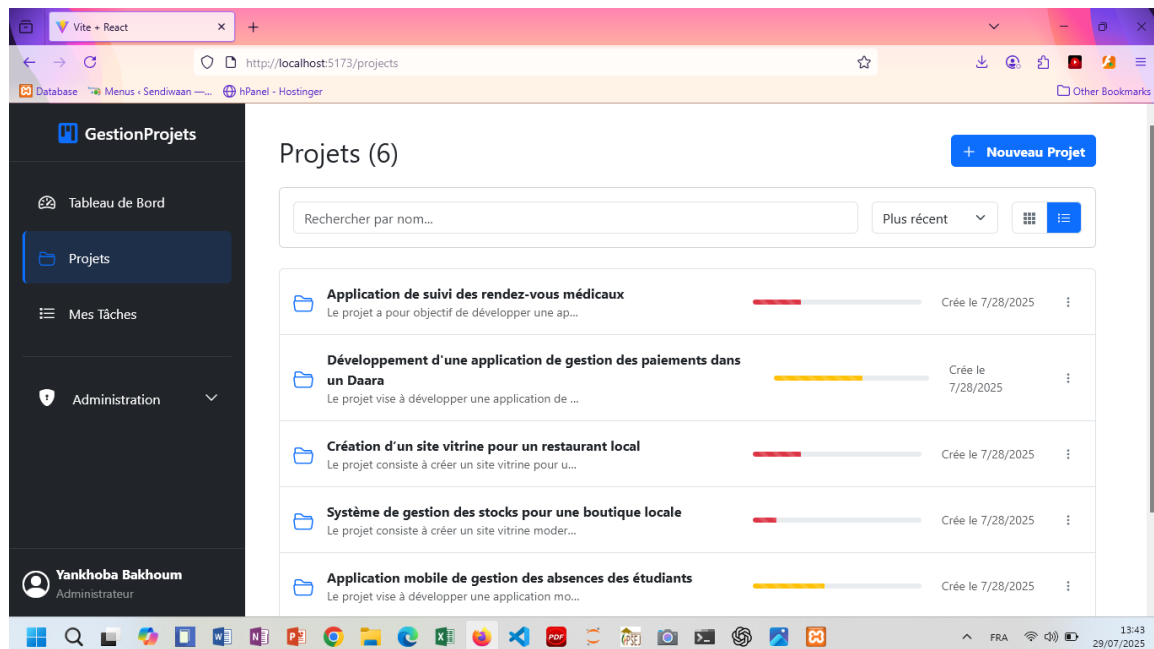 Vite + React
http://localhost:5173/projects
Database
Menus ‹ Sendiwaan —...
hPanel - Hostinger
Other Bookmarks
GestionProjets
Tableau de Bord
Projets
Mes Tâches
Administration
Yankhoba Bakhoum
Administrateur
Projets (6)
+ Nouveau Projet
Rechercher par nom...
Plus récent
Application de suivi des rendez-vous médicaux
Le projet a pour objectif de développer une ap...
Crée le 7/28/2025
Développement d'une application de gestion des paiements dans
un Daara
Le projet vise à développer une application de ...
Crée le
7/28/2025
Création d’un site vitrine pour un restaurant local
Le projet consiste à créer un site vitrine pour u...
Crée le 7/28/2025
Système de gestion des stocks pour une boutique locale
Le projet consiste à créer un site vitrine moder...
Crée le 7/28/2025
Application mobile de gestion des absences des étudiants
Le projet vise à développer une application mo...
Crée le 7/28/2025
FRA
13:43
29/07/2025